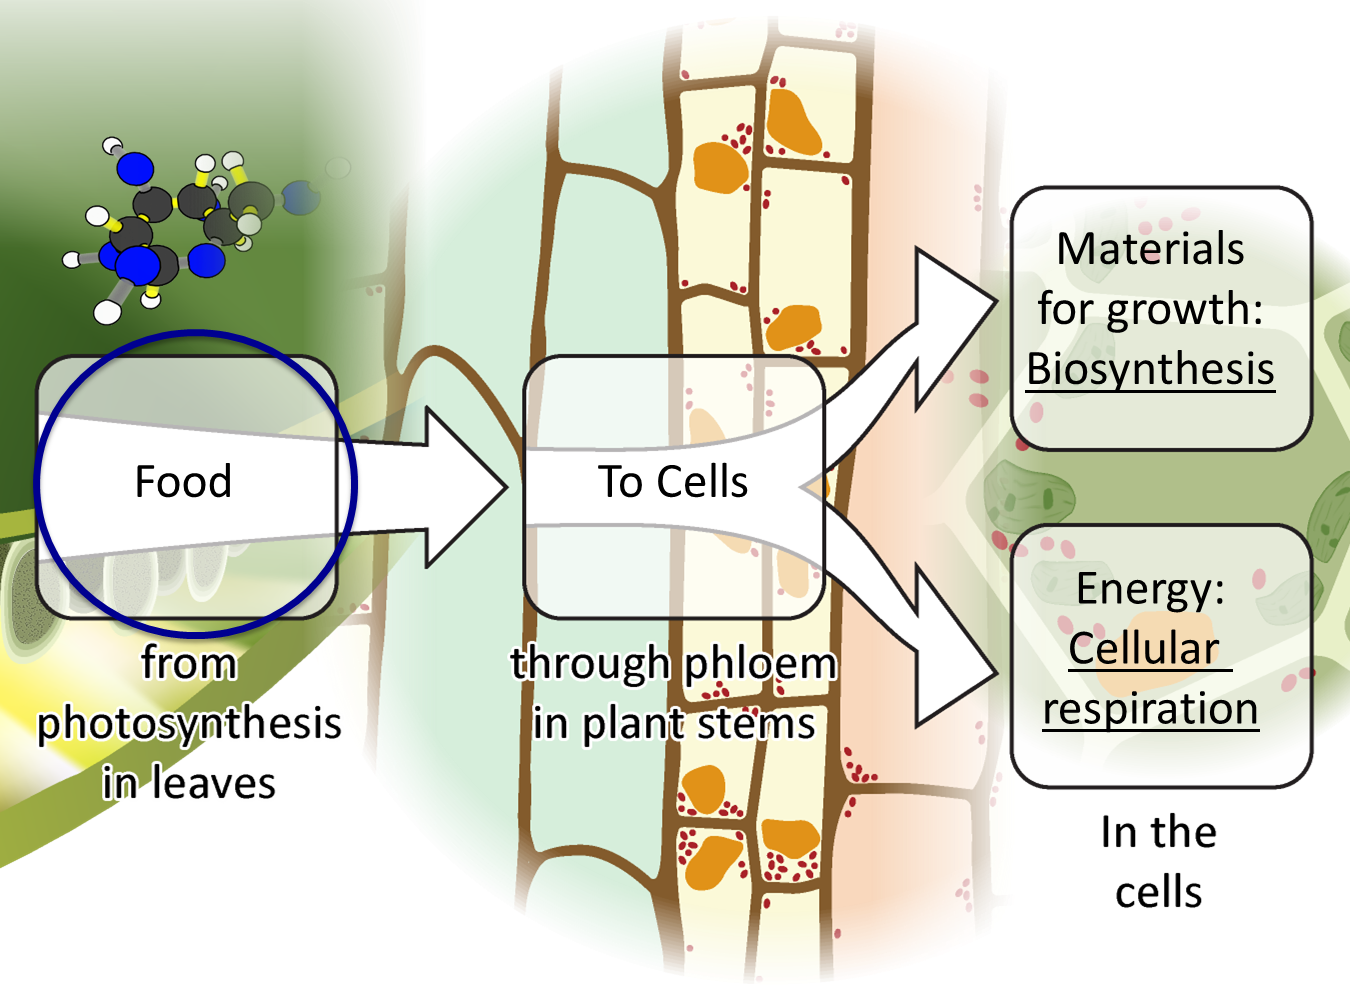 Food
from
photosynthesis
in leaves
To Cells
through phloem
in plant stems
Materials
for growth:
Biosynthesis
Energy:
Cellular
respiration
In the
cells